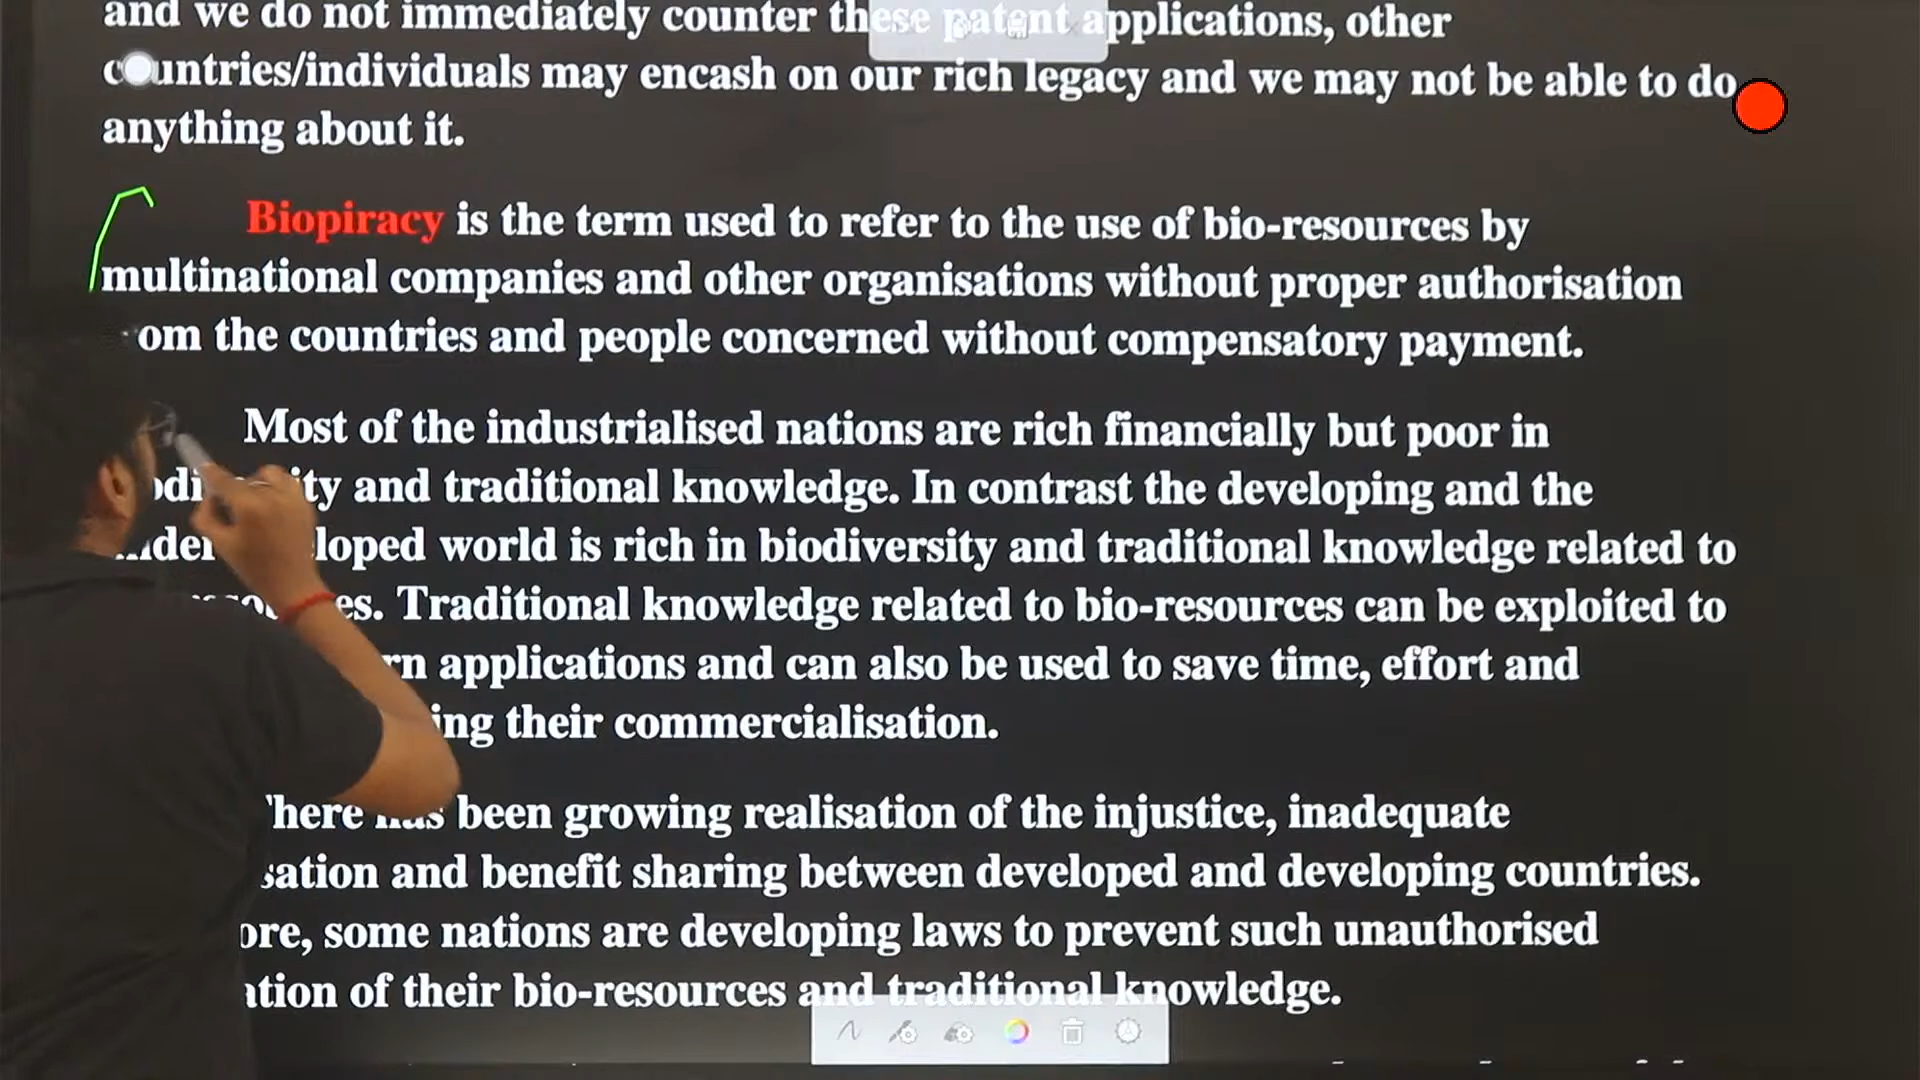 and we do not immediately counter these patent applications, other
countries/individuals may encash on our rich legacy and we may not be able to do
anything about it.
Biopiracy is the term used to refer to the use of bio-resources by
multinational companies and other organisations without proper authorisation
om the countries and people concerned without compensatory payment.
Most of the industrialised nations are rich financially but poor in
and traditional knowledge. In contrast the developing and the
loped world is rich in biodiversity and traditional knowledge related to
es. Traditional knowledge related to bio-resources can be exploited to
rn applications and can also be used to save time, effort and
ing their commercialisation.
here has been growing realisation of the injustice, inadequate
sation and benefit sharing between developed and developing countries.
ore, some nations are developing laws to prevent such unauthorised
ation of their bio-resources and traditional knowledge.